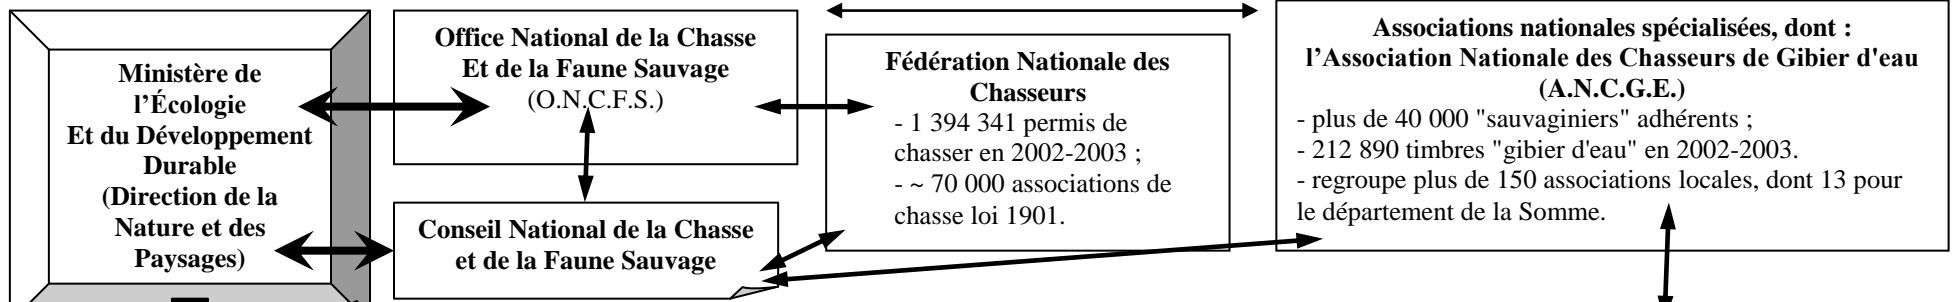 Ministère de
l’Écologie
Et du Développement
Durable
(Direction de la
Nature et des
Paysages)
Office National de la Chasse
Et de la Faune Sauvage
(O.N.C.F.S.)
Conseil National de la Chasse
et de la Faune Sauvage
Fédération Nationale des
Chasseurs
- 1 394 341 permis de
chasser en 2002-2003 ;
- ~ 70 000 associations de
chasse loi 1901.
Associations nationales spécialisées, dont :
l’Association Nationale des Chasseurs de Gibier d'eau
(A.N.C.G.E.)
- plus de 40 000 "sauvaginiers" adhérents ;
- 212 890 timbres "gibier d'eau" en 2002-2003.
- regroupe plus de 150 associations locales, dont 13 pour
le département de la Somme.